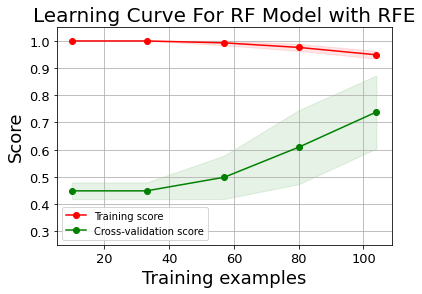 Learning Curve For RF Model with RFE
1.0
0.9
0.8
0.7
0.6
0.5
0.4
0.3
Score
Training score
Cross-validation score
20 40 60 80 100
Training examples